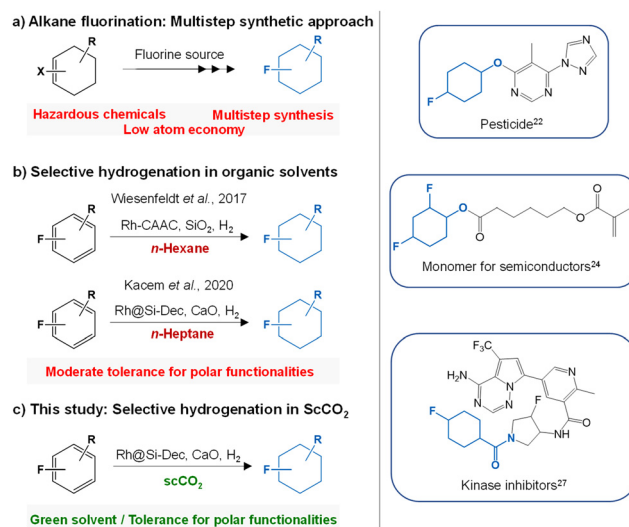 a) Alkane fluorination: Multistep synthetic approach
R
X
Fluorine source
R
F
Hazardous chemicals
Multistep synthesis
Low atom economy
b) Selective hydrogenation in organic solvents
Wiesenfeldt et al., 2017
R
F
Rh-CAAC, SiO₂, H₂
n-Hexane
R
F
Kacem et al., 2020
R
F
Rh@Si-Dec, CaO, H₂
n-Heptane
R
F
Moderate tolerance for polar functionalities
c) This study: Selective hydrogenation in ScCO₂
R
F
Rh@Si-Dec, CaO, H₂
scCO₂
R
F
Green solvent / Tolerance for polar functionalities
F
O
N
N
N
N
N
Pesticide²²
F
F
O
O
O
O
Monomer for semiconductors²⁴
F₃C
H₂N
N
N
N
N
F
F
O
N
O
NH
Kinase inhibitors²⁷